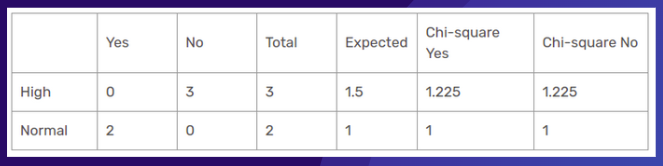 Yes No Total Expected Chi-square Yes Chi-square No
High 0 3 3 1.5 1.225 1.225
Normal 2 0 2 1 1 1